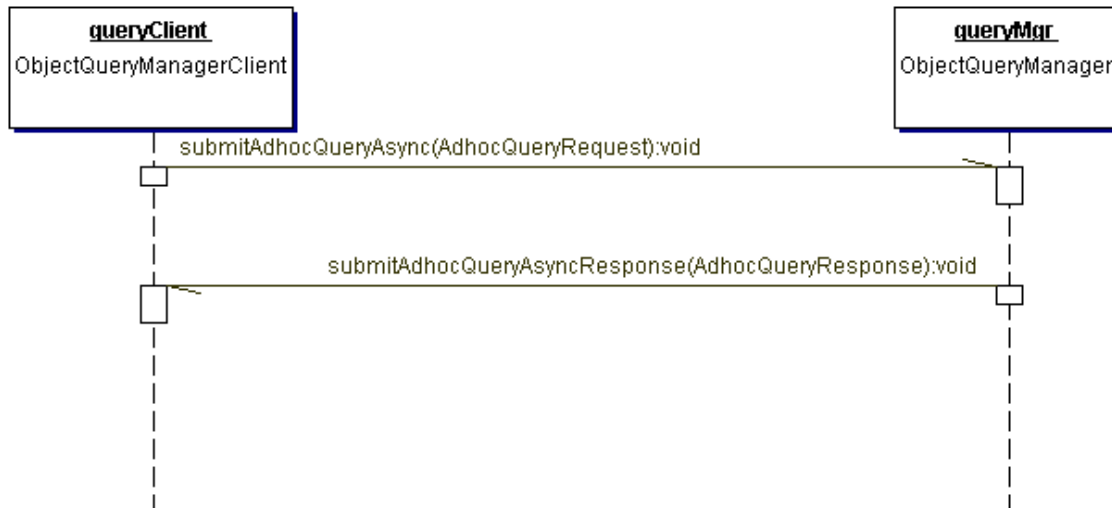 queryClient
ObjectQueryManagerClient
queryMgr
ObjectQueryManager
submitAdhocQueryAsync(AdhocQueryRequest):void
submitAdhocQueryAsyncResponse(AdhocQueryResponse):void